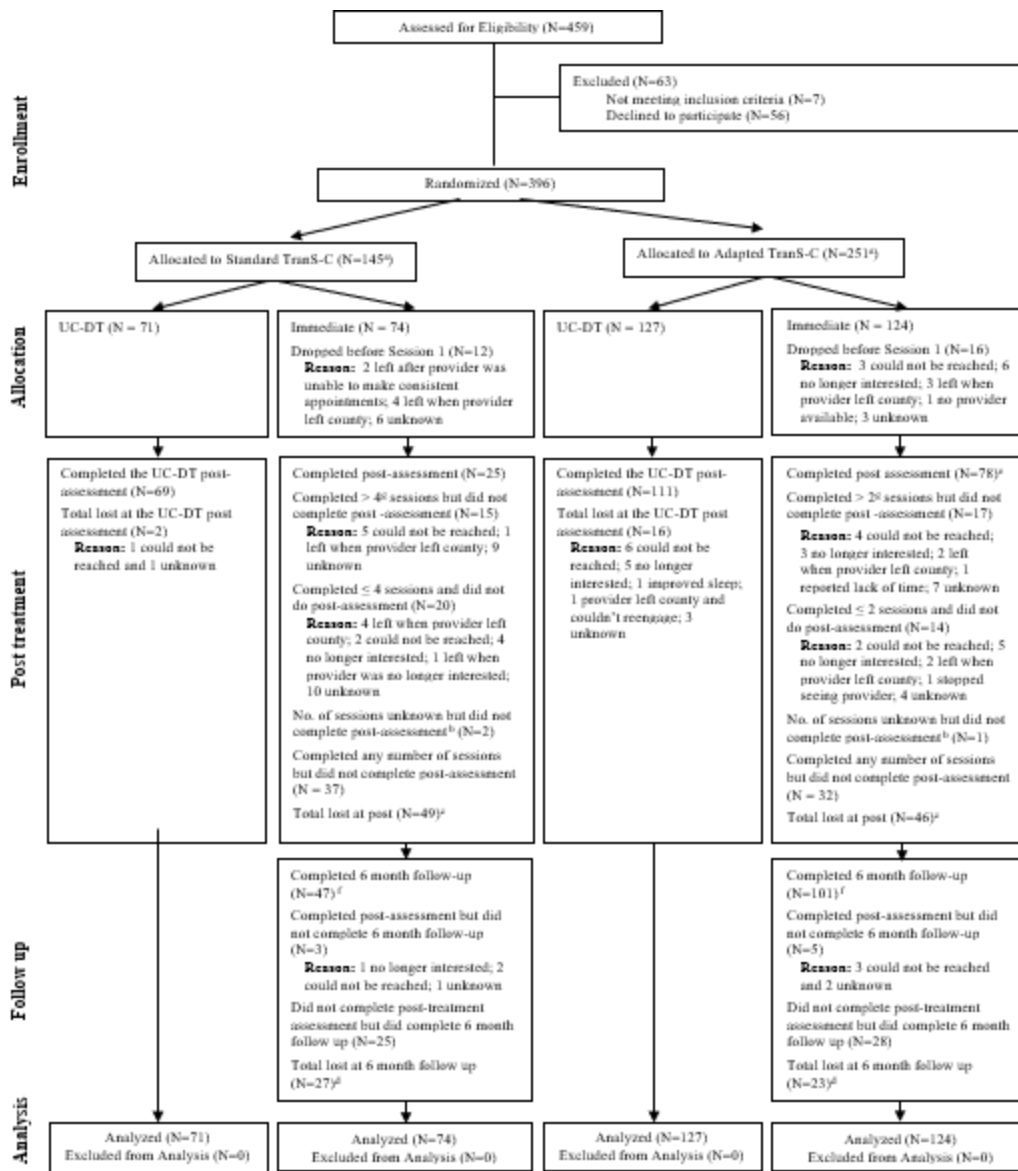 Assessed for Eligibility (N=459)
Excluded (N=63)
Not meeting inclusion criteria (N=7)
Declined to participate (N=56)
Enrollment
Randomized (N=396)
Allocated to Standard TranS-C (N=145ª)
Allocated to Adapted TranS-C (N=251ª)
Allocation
UC-DT (N = 71)
Immediate (N = 74)
Dropped before Session 1 (N=12)
Reason: 2 left after provider was
unable to make consistent
appointments; 4 left when provider
left county; 6 unknown
UC-DT (N = 127)
Immediate (N = 124)
Dropped before Session 1 (N=16)
Reason: 3 could not be reached; 6
no longer interested; 3 left when
provider left county; 1 no provider
available; 3 unknown
Post treatment
Completed the UC-DT post-
assessment (N=69)
Total lost at the UC-DT post
assessment (N=2)
Reason: 1 could not be
reached and 1 unknown
Completed post-assessment (N=25)
Completed > 4ᵍ sessions but did not
complete post -assessment (N=15)
Reason: 5 could not be reached; 1
left when provider left county; 9
unknown
Completed ≤ 4 sessions and did not
do post-assessment (N=20)
Reason: 4 left when provider left
county; 2 could not be reached; 4
no longer interested; 1 left when
provider was no longer interested;
10 unknown
No. of sessions unknown but did not
complete post-assessmentᵇ (N=2)
Completed any number of sessions
but did not complete post-assessment
(N = 37)
Total lost at post (N=49)
Completed the UC-DT post-
assessment (N=111)
Total lost at the UC-DT post
assessment (N=16)
Reason: 6 could not be
reached; 5 no longer
interested; 1 improved sleep;
1 provider left county and
couldn't reengage; 3
unknown
Completed post assessment (N=78)
Completed > 2ᵍ sessions but did not
complete post -assessment (N=17)
Reason: 4 could not be reached;
3 no longer interested; 2 left
when provider left county; 1
reported lack of time; 7 unknown
Completed ≤ 2 sessions and did not
do post-assessment (N=14)
Reason: 2 could not be reached; 5
no longer interested; 2 left when
provider left county; 1 stopped
seeing provider; 4 unknown
No. of sessions unknown but did not
complete post-assessmentᵇ (N=1)
Completed any number of sessions
but did not complete post-assessment
(N = 32)
Total lost at post (N=46)
Follow up
Completed 6 month follow-up
(N=47)ᶠ
Completed post-assessment but did
not complete 6 month follow-up
(N=3)
Reason: 1 no longer interested; 2
could not be reached; 1 unknown
Did not complete post-treatment
assessment but did complete 6 month
follow up (N=25)
Total lost at 6 month follow up
(N=27)ᵈ
Completed 6 month follow-up
(N=101)ᶠ
Completed post-assessment but did
not complete 6 month follow-up
(N=5)
Reason: 3 could not be reached
and 2 unknown
Did not complete post-treatment
assessment but did complete 6 month
follow up (N=28)
Total lost at 6 month follow up
(N=23)ᵈ
Analysis
Analyzed (N=71)
Excluded from Analysis (N=0)
Analyzed (N=74)
Excluded from Analysis (N=0)
Analyzed (N=127)
Excluded from Analysis (N=0)
Analyzed (N=124)
Excluded from Analysis (N=0)